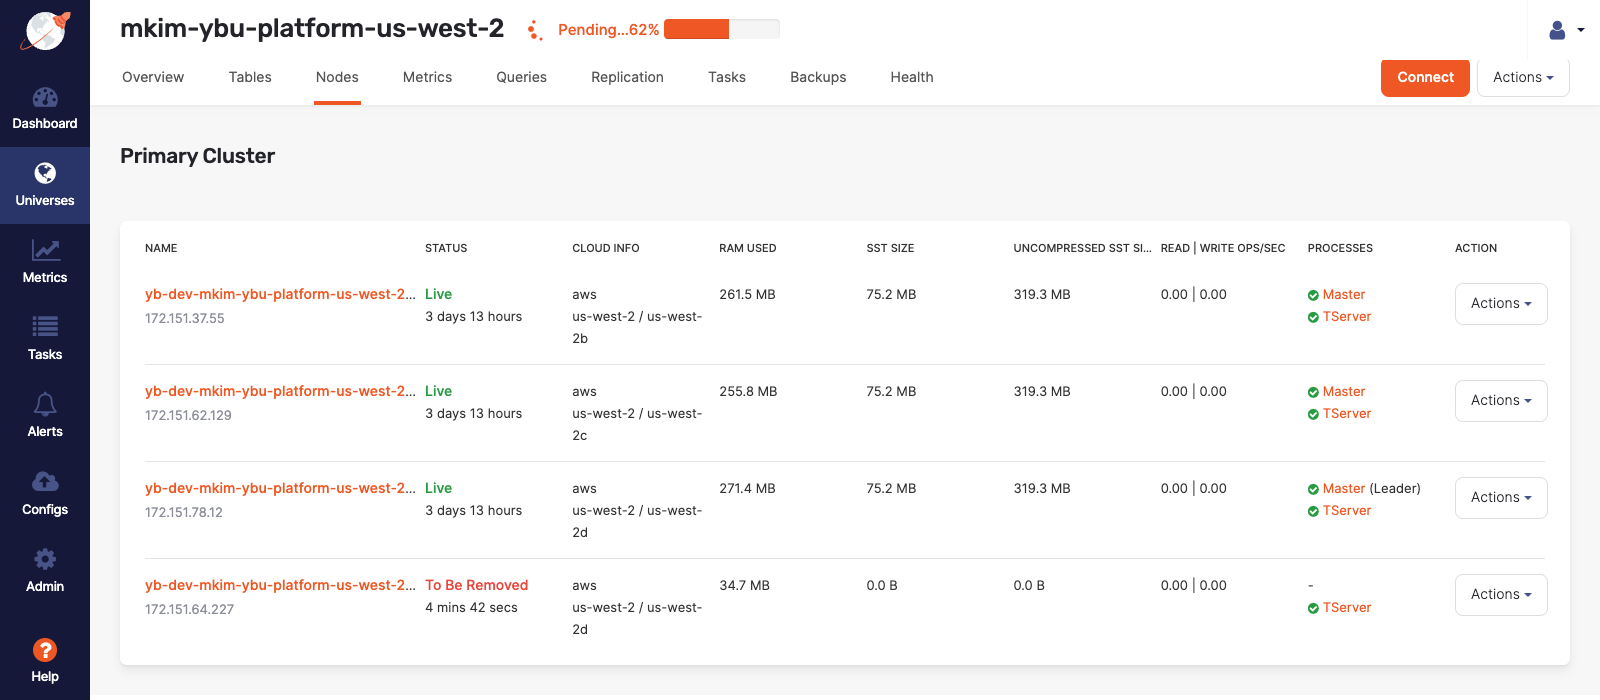 mkim-ybu-platform-us-west-2
Pending...62%
Overview
Tables
Nodes
Metrics
Queries
Replication
Tasks
Backups
Health
Connect
Actions
Dashboard
Universes
Metrics
Tasks
Alerts
Configs
Admin
?
Help
Primary Cluster
NAME STATUS CLOUD INFO RAM USED SST SIZE UNCOMPRESSED SST SI... READ | WRITE OPS/SEC PROCESSES ACTION
yb-dev-mkim-ybu-platform-us-west-2... Live aws 261.5 MB 75.2 MB 319.3 MB 0.00 | 0.00 Master Actions
172.151.37.55 3 days 13 hours us-west-2 / us-west- TServer
2b
yb-dev-mkim-ybu-platform-us-west-2... Live aws 255.8 MB 75.2 MB 319.3 MB 0.00 | 0.00 Master Actions
172.151.62.129 3 days 13 hours us-west-2 / us-west- TServer
2c
yb-dev-mkim-ybu-platform-us-west-2... Live aws 271.4 MB 75.2 MB 319.3 MB 0.00 | 0.00 Master (Leader) Actions
172.151.78.12 3 days 13 hours us-west-2 / us-west- TServer
2d
yb-dev-mkim-ybu-platform-us-west-2... To Be Removed aws 34.7 MB 0.0 B 0.0 B 0.00 | 0.00 - Actions
172.151.64.227 4 mins 42 secs us-west-2 / us-west- TServer
2d